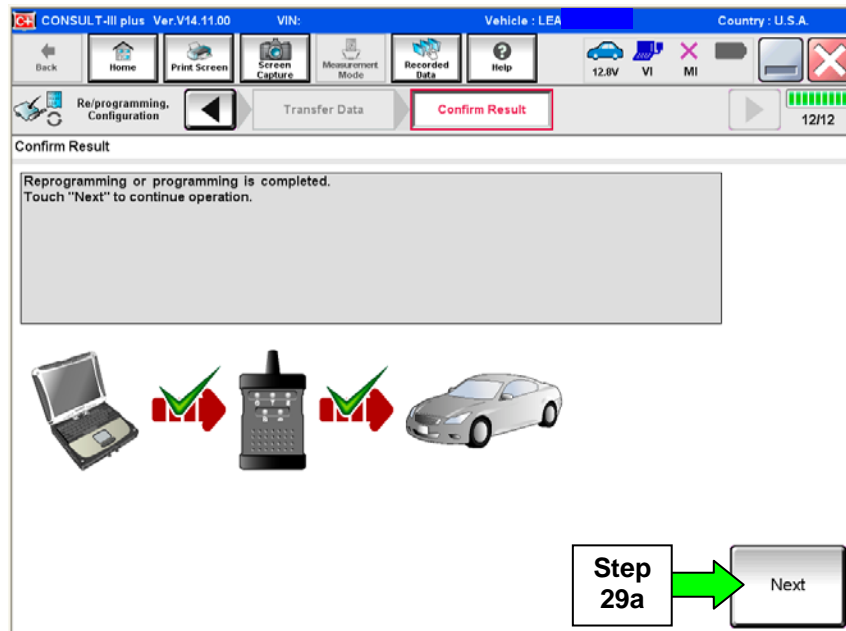 CONSULT-III plus Ver.V14.11.00 VIN: Vehicle : LEA Country : U.S.A.
Back Home Print Screen Screen Capture Measurement Mode Recorded Data Help 12.8V VI MI
Re/programming, Configuration Transfer Data Confirm Result 12/12
Confirm Result
Reprogramming or programming is completed.
Touch "Next" to continue operation.
Step
29a
Next